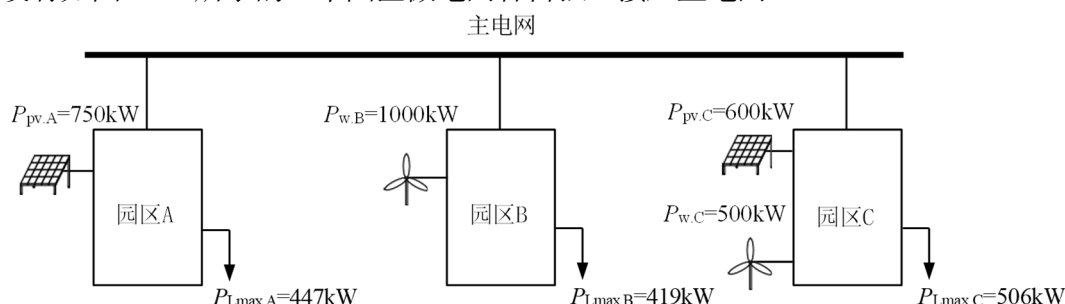 主电网
P_pv.A=750kW
P_w.B=1000kW
P_pv.C=600kW
P_w.C=500kW
园区A
园区B
园区C
P_Lmax.A=447kW
P_Lmax.B=419kW
P_Lmax.C=506kW